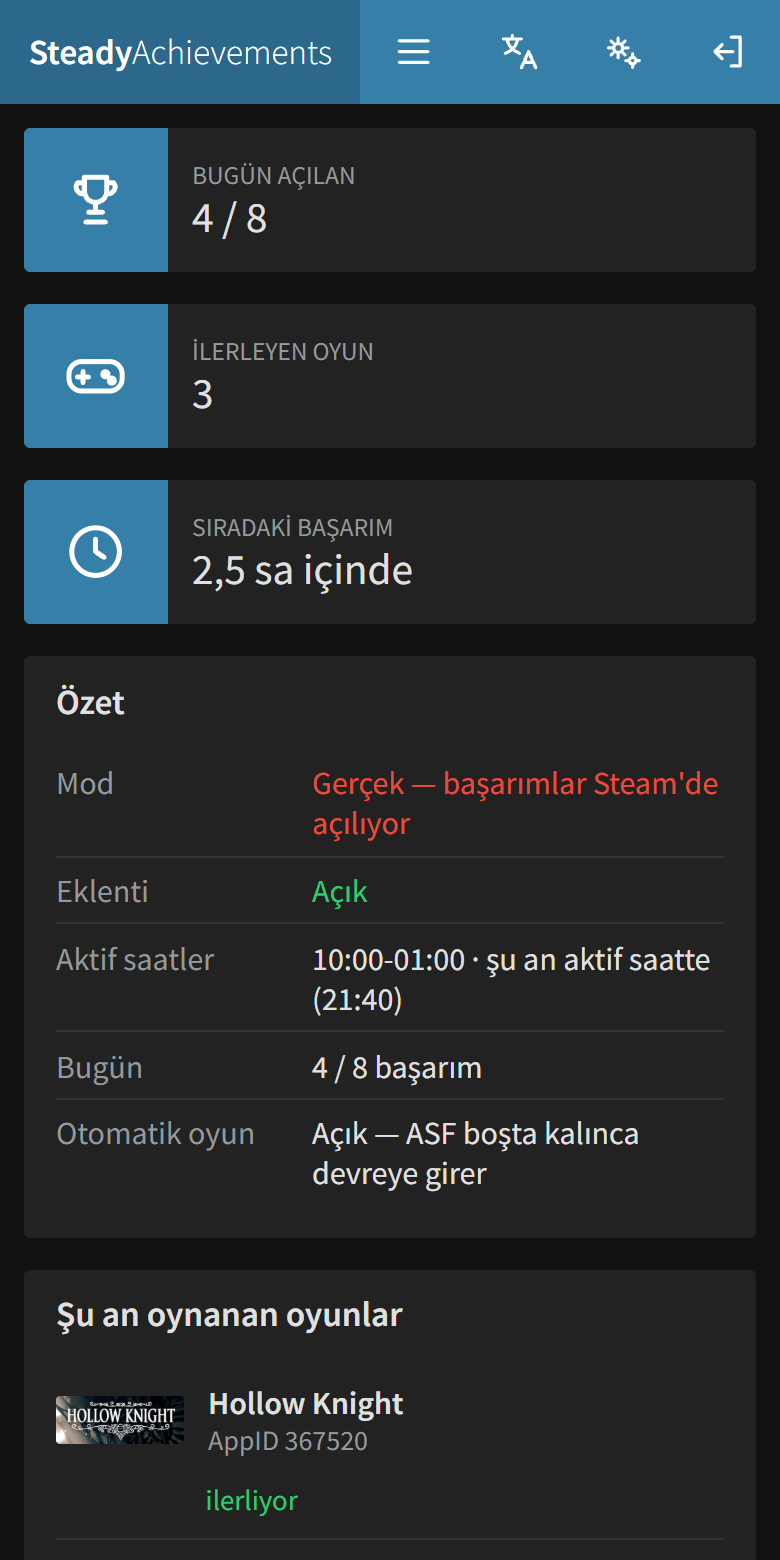 SteadyAchievements
BUGÜN AÇILAN
4 / 8
İLERLEYEN OYUN
3
SIRADAKİ BAŞARIM
2,5 sa içinde
Özet
Mod
Gerçek — başarımlar Steam'de
açılıyor
Eklenti
Açık
Aktif saatler
10:00-01:00 · şu an aktif saatte
(21:40)
Bugün
4 / 8 başarım
Otomatik oyun
Açık — ASF boşta kalınca
devreye girer
Şu an oynanan oyunlar
HOLLOW KNIGHT
Hollow Knight
AppID 367520
ilerliyor